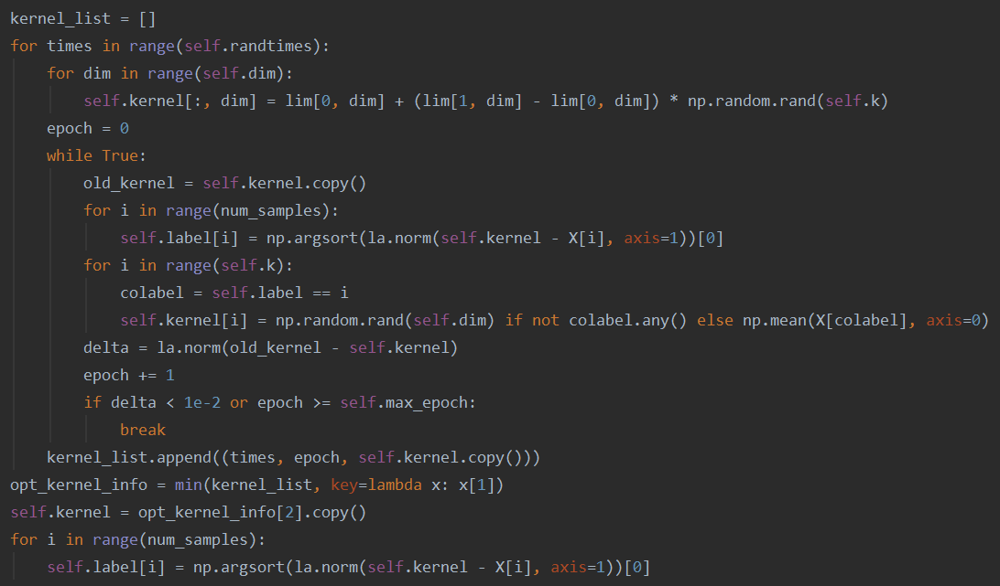 kernel_list = []
for times in range(self.randtimes):
    for dim in range(self.dim):
        self.kernel[:, dim] = lim[0, dim] + (lim[1, dim] - lim[0, dim]) * np.random.rand(self.k)
    epoch = 0
    while True:
        old_kernel = self.kernel.copy()
        for i in range(num_samples):
            self.label[i] = np.argsort(la.norm(self.kernel - X[i], axis=1))[0]
        for i in range(self.k):
            colabel = self.label == i
            self.kernel[i] = np.random.rand(self.dim) if not colabel.any() else np.mean(X[colabel], axis=0)
        delta = la.norm(old_kernel - self.kernel)
        epoch += 1
        if delta < 1e-2 or epoch >= self.max_epoch:
            break
    kernel_list.append((times, epoch, self.kernel.copy()))
opt_kernel_info = min(kernel_list, key=lambda x: x[1])
self.kernel = opt_kernel_info[2].copy()
for i in range(num_samples):
    self.label[i] = np.argsort(la.norm(self.kernel - X[i], axis=1))[0]